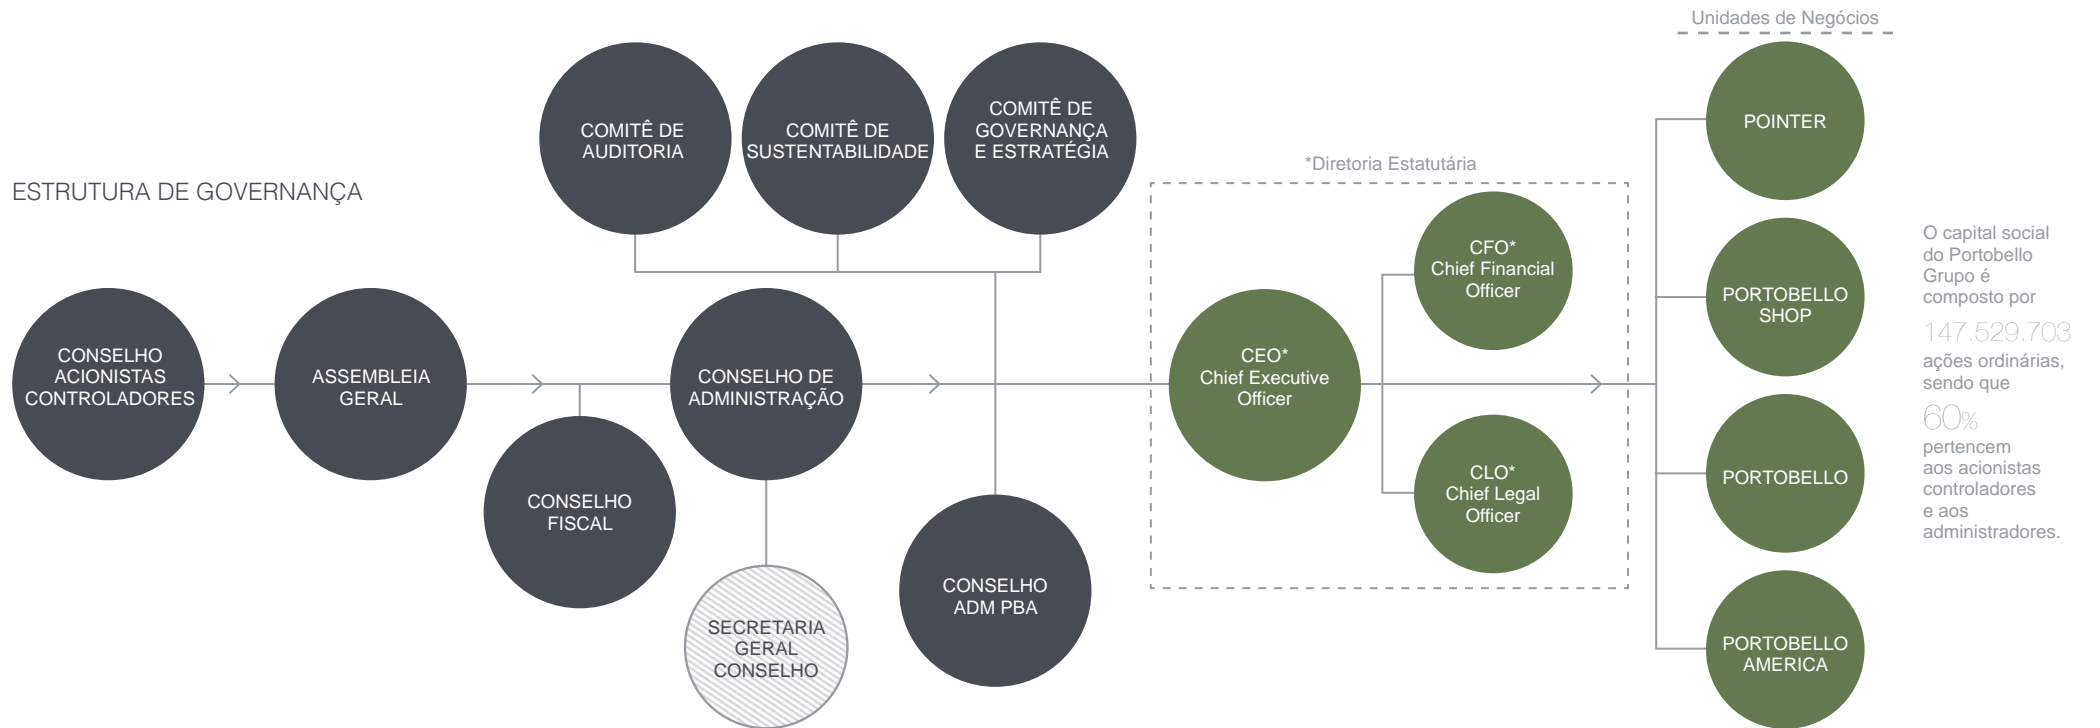 Unidades de Negócios
COMITÊ DE
AUDITORIA
COMITÊ DE
SUSTENTABILIDADE
COMITÊ DE
GOVERNANÇA
E ESTRATÉGIA
ESTRUTURA DE GOVERNANÇA
*Diretoria Estatutária
CONSELHO
ACIONISTAS
CONTROLADORES
ASSEMBLEIA
GERAL
CONSELHO
FISCAL
CONSELHO DE
ADMINISTRAÇÃO
SECRETARIA
GERAL
CONSELHO
CONSELHO
ADM PBA
CEO*
Chief Executive
Officer
CFO*
Chief Financial
Officer
CLO*
Chief Legal
Officer
POINTER
PORTOBELLO
SHOP
PORTOBELLO
PORTOBELLO
AMERICA
O capital social
do Portobello
Grupo é
composto por
147.529.703
ações ordinárias,
sendo que
60%
pertencem
aos acionistas
controladores
e aos
administradores.